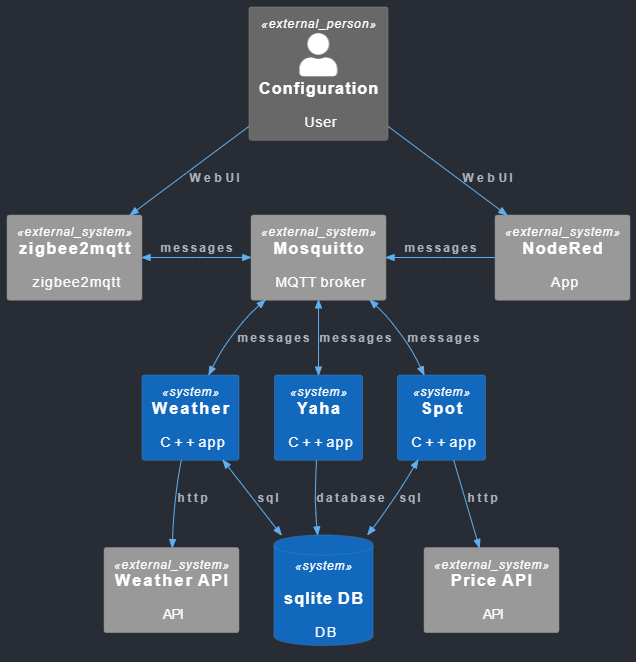 «external_person»
Configuration
User
WebUI
WebUI
«external_system»
zigbee2mqtt
zigbee2mqtt
messages
«external_system»
Mosquitto
MQTT broker
messages
«external_system»
NodeRed
App
messages
messages
messages
«system»
Weather
C++ app
«system»
Yaha
C++ app
«system»
Spot
C++ app
http
sql
database
sql
http
«external_system»
Weather API
API
«system»
sqlite DB
DB
«external_system»
Price API
API